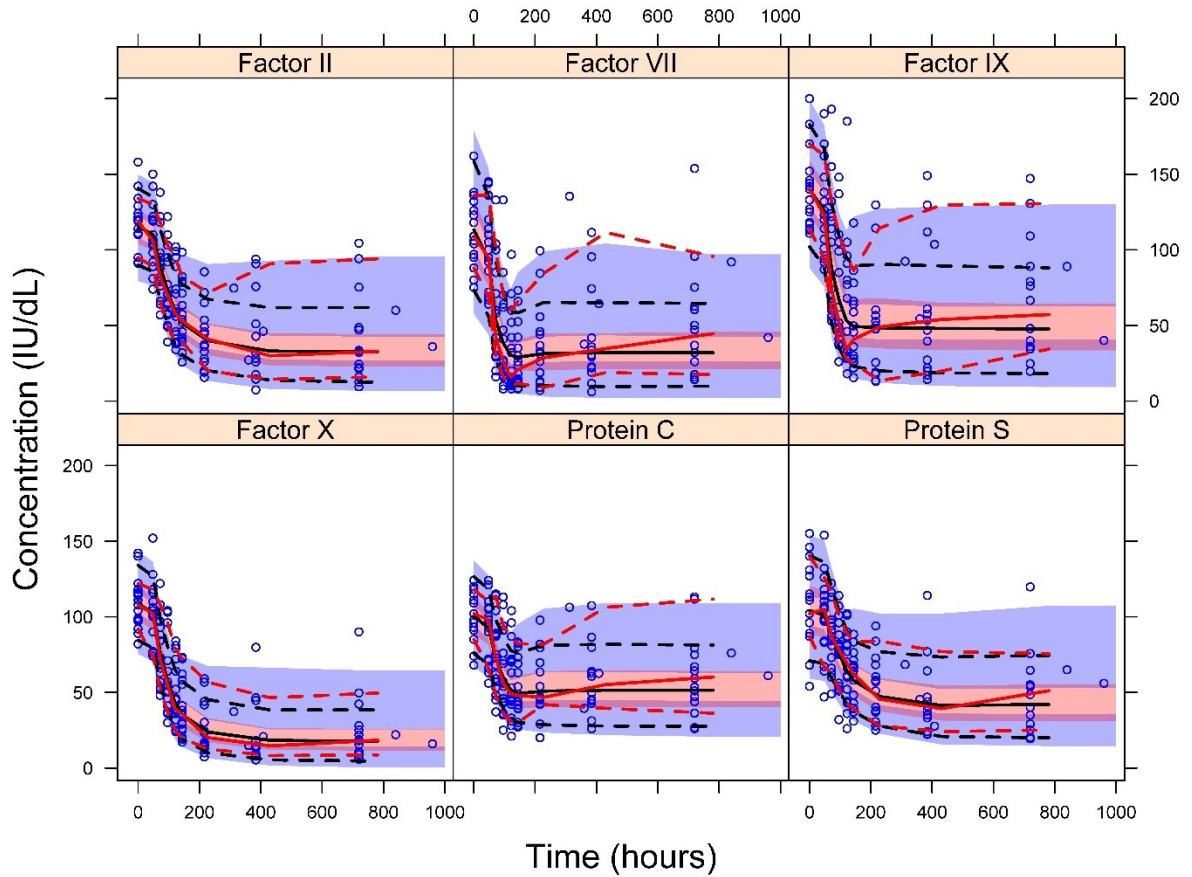 0 200 400 600 800 1000
Factor II Factor VII Factor IX
200
150
100
50
0
Factor X Protein C Protein S
200
150
100
50
0
0 200 400 600 800 1000 0 200 400 600 800 1000
Concentration (IU/dL)
Time (hours)